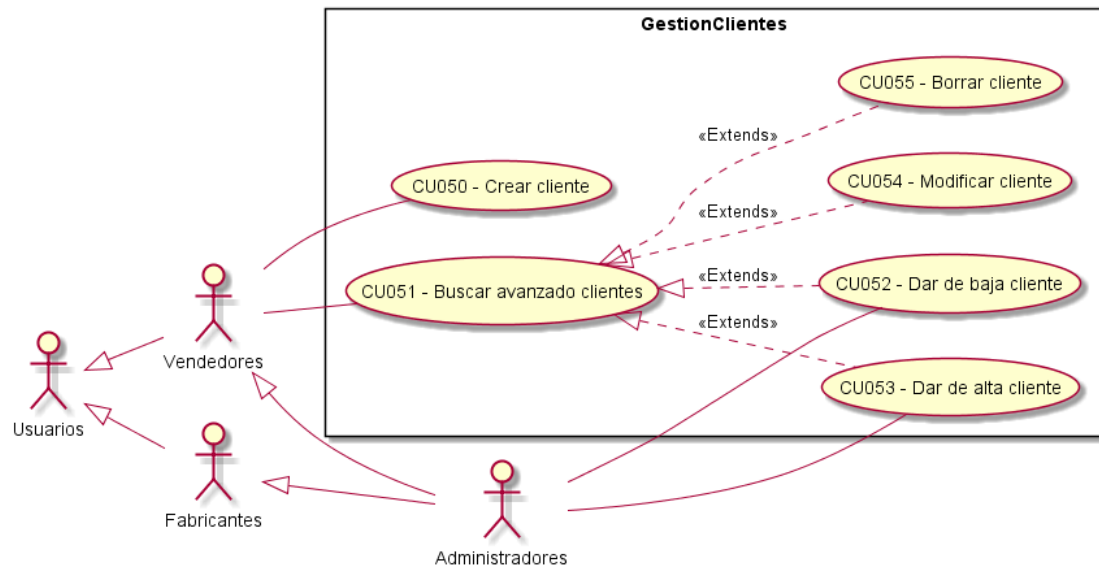 GestionClientes
CU055 - Borrar cliente
«Extends»
CU050 - Crear cliente
CU054 - Modificar cliente
«Extends»
CU051 - Buscar avanzado clientes
«Extends»
CU052 - Dar de baja cliente
«Extends»
CU053 - Dar de alta cliente
Vendedores
Usuarios
Fabricantes
Administradores